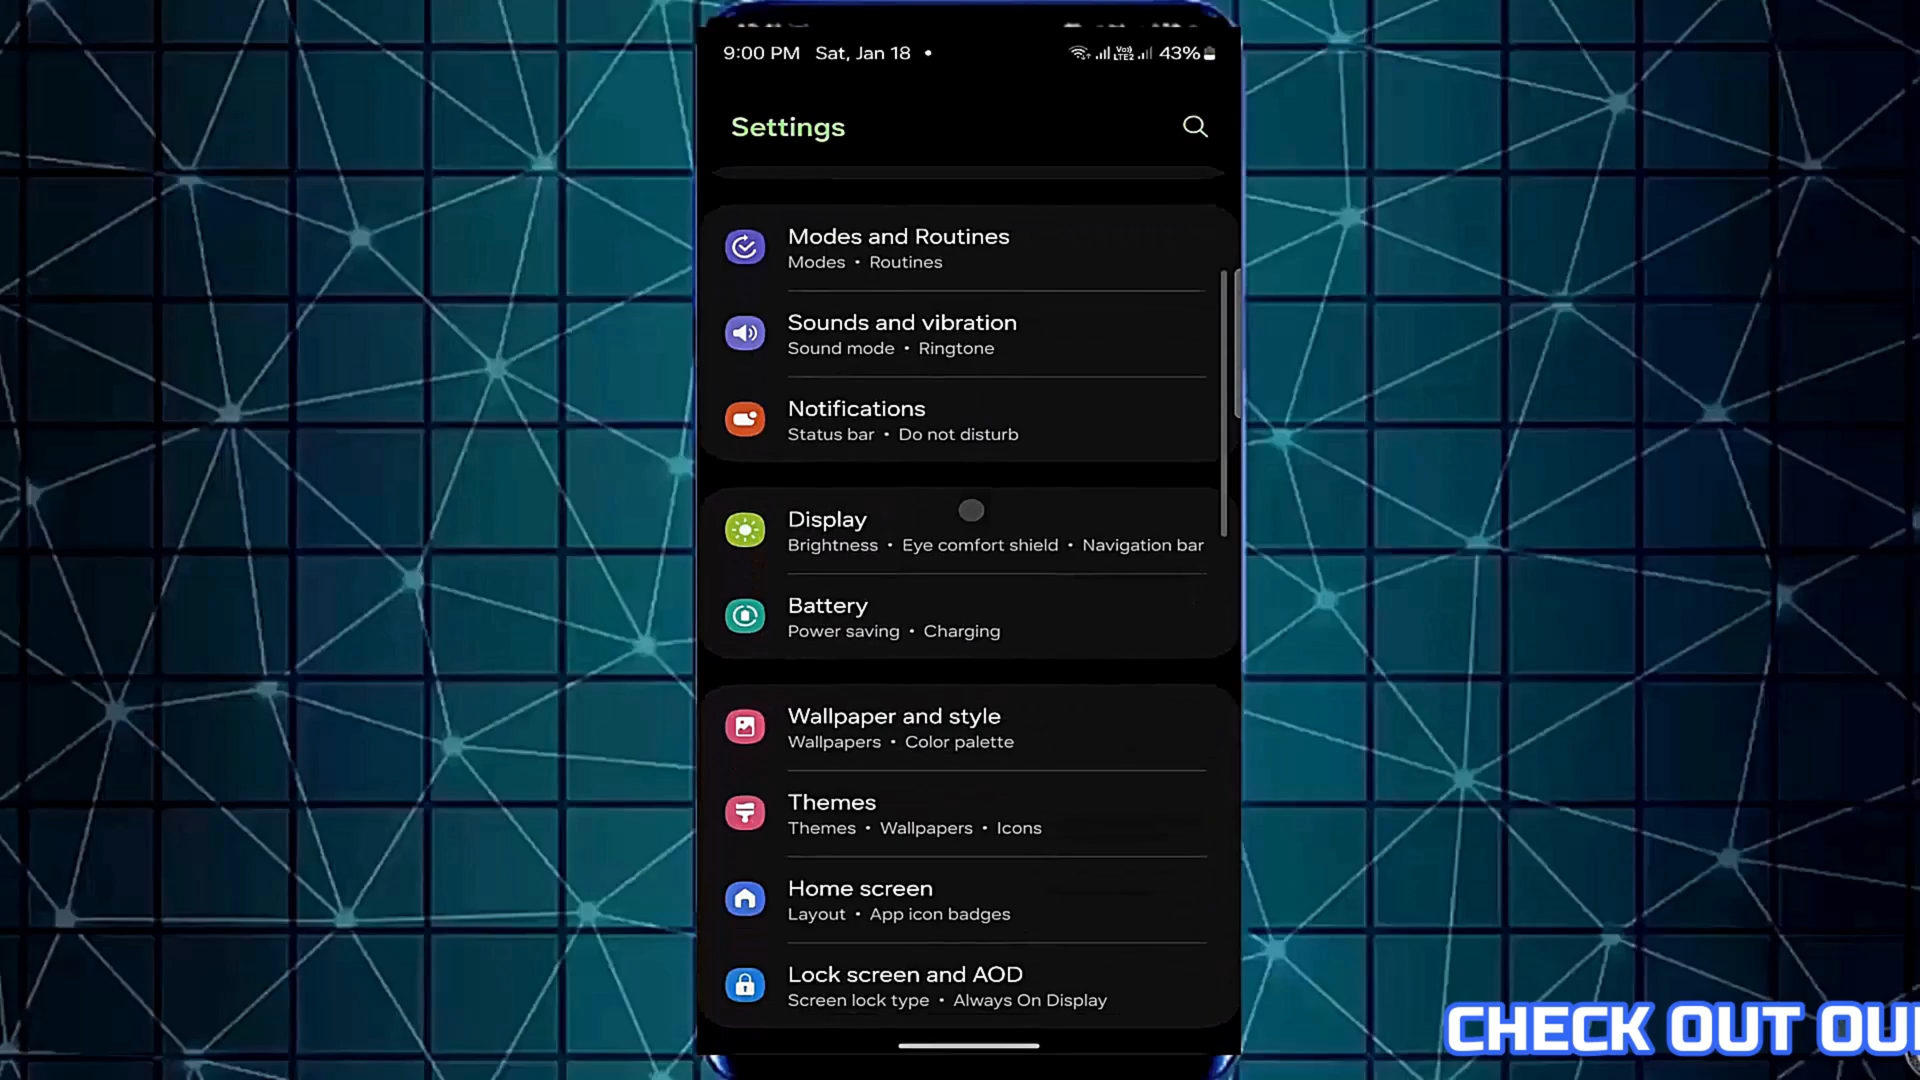 9:00 PM Sat, Jan 18 •
Vo)) LTE2 43%
Settings
Modes and Routines
Modes • Routines
Sounds and vibration
Sound mode • Ringtone
Notifications
Status bar • Do not disturb
Display
Brightness • Eye comfort shield • Navigation bar
Battery
Power saving • Charging
Wallpaper and style
Wallpapers • Color palette
Themes
Themes • Wallpapers • Icons
Home screen
Layout • App icon badges
Lock screen and AOD
Screen lock type • Always On Display
CHECK OUT OU